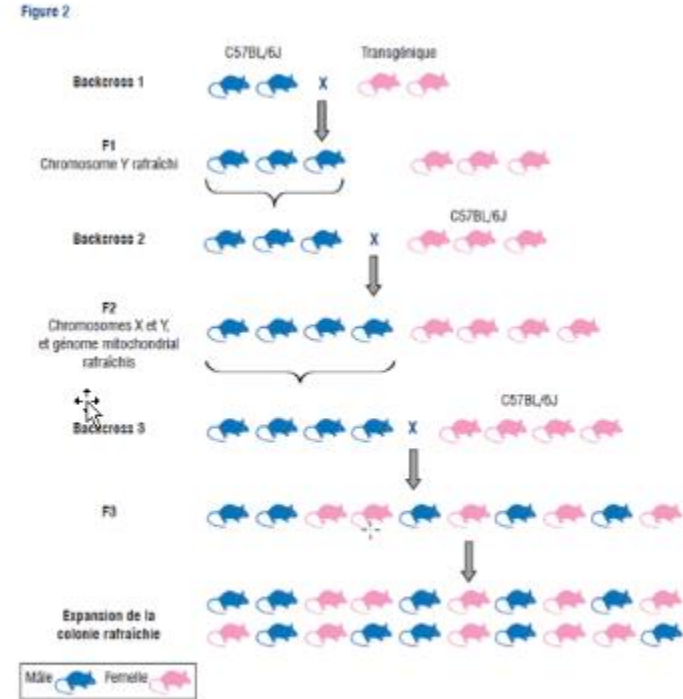 Figure 2
C57BL/6J
Transgénique
Backcross 1
X
F1
Chromosome Y rafraîchi
C57BL/6J
Backcross 2
X
F2
Chromosomes X et Y,
et génome mitochondrial
rafraîchis
C57BL/6J
Backcross 3
X
F3
Expansion de la
colonie rafraîchie
Mâle
Femelle